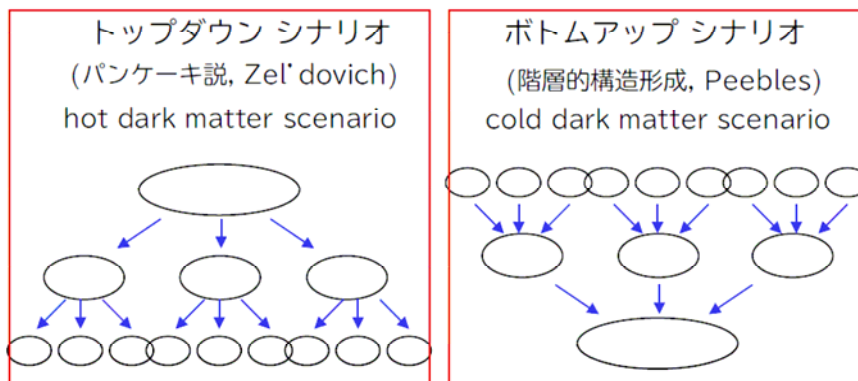 トップダウン シナリオ
(パンケーキ説, Zel'dovich)
hot dark matter scenario
ボトムアップ シナリオ
(階層的構造形成, Peebles)
cold dark matter scenario